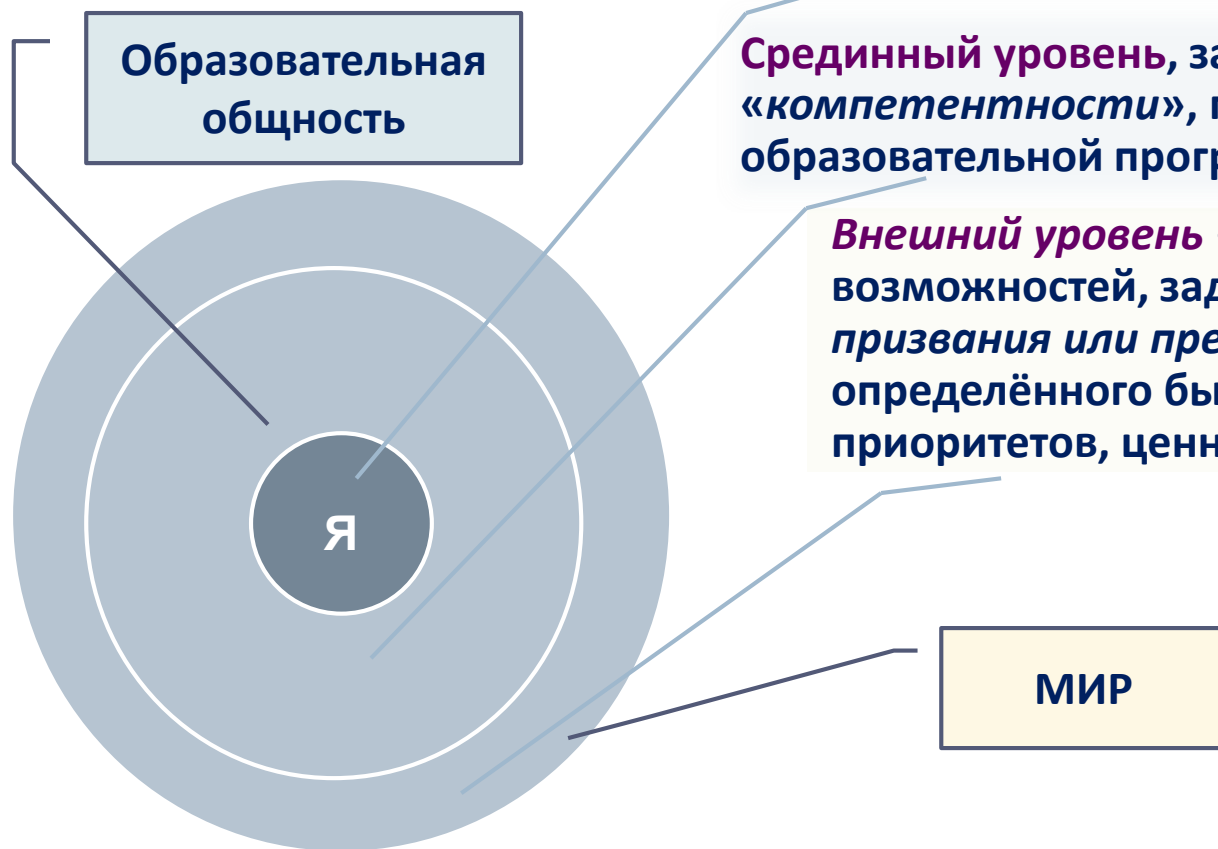 Образовательная
общность
Срединный уровень, за
«компетентности», 
образовательной прогр
Внешний уровень
возможностей, зад
призвания или пре
определённого бы
приоритетов, ценн
Я
МИР